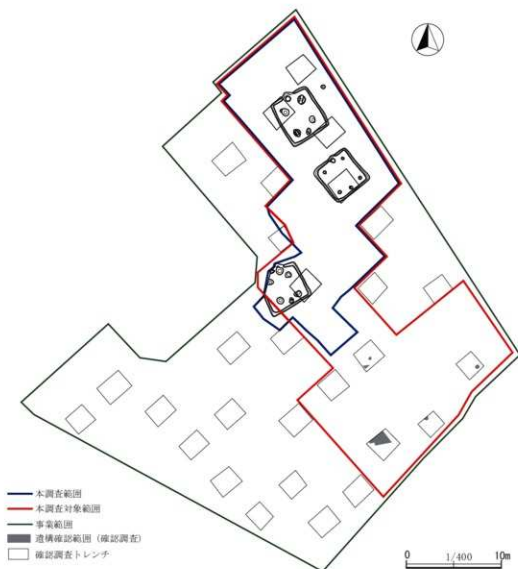 本調査範囲
本調査対象範囲
事業範囲
遺構確認範囲（確認調査）
確認調査トレンチ
0 1/400 10m